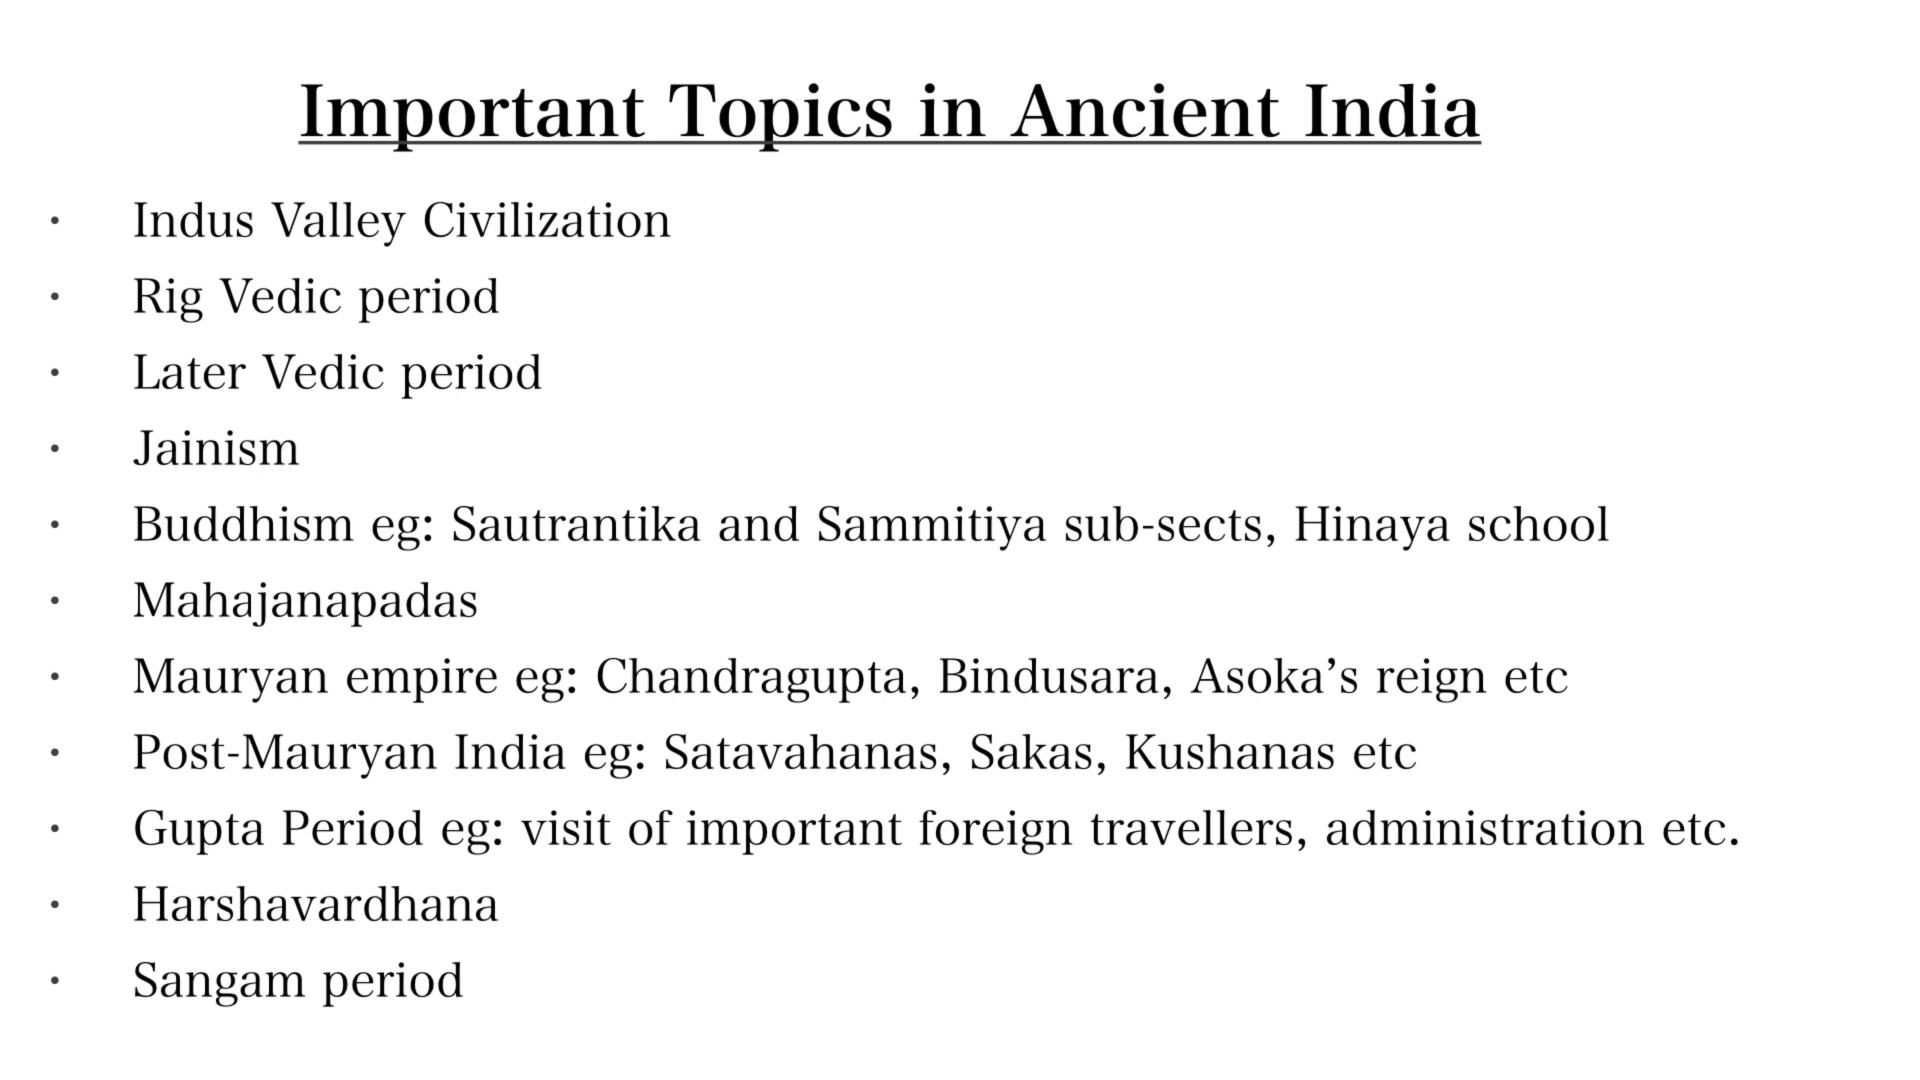 Important Topics in Ancient India
• Indus Valley Civilization
• Rig Vedic period
• Later Vedic period
• Jainism
• Buddhism eg: Sautrantika and Sammitiya sub-sects, Hinaya school
• Mahajanapadas
• Mauryan empire eg: Chandragupta, Bindusara, Asoka’s reign etc
• Post-Mauryan India eg: Satavahanas, Sakas, Kushanas etc
• Gupta Period eg: visit of important foreign travellers, administration etc.
• Harshavardhana
• Sangam period